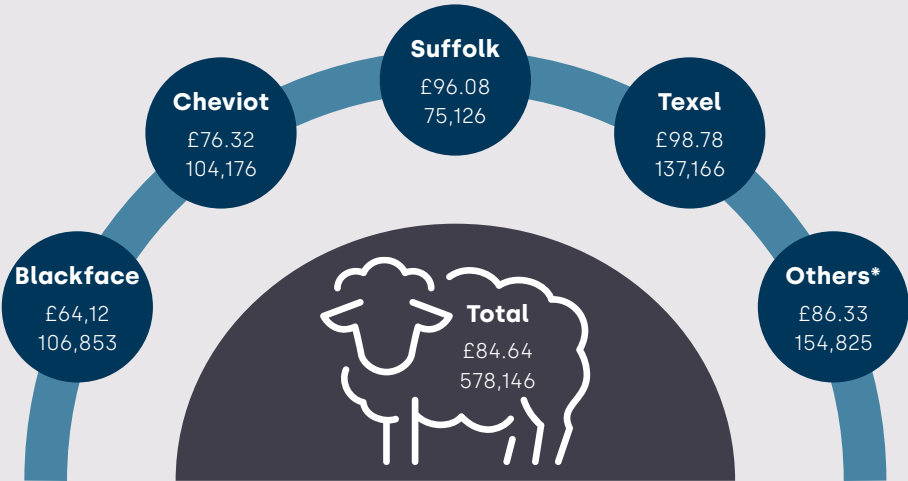 Blackface
£64,12
106,853
Cheviot
£76.32
104,176
Suffolk
£96.08
75,126
Texel
£98.78
137,166
Others*
£86.33
154,825
Total
£84.64
578,146